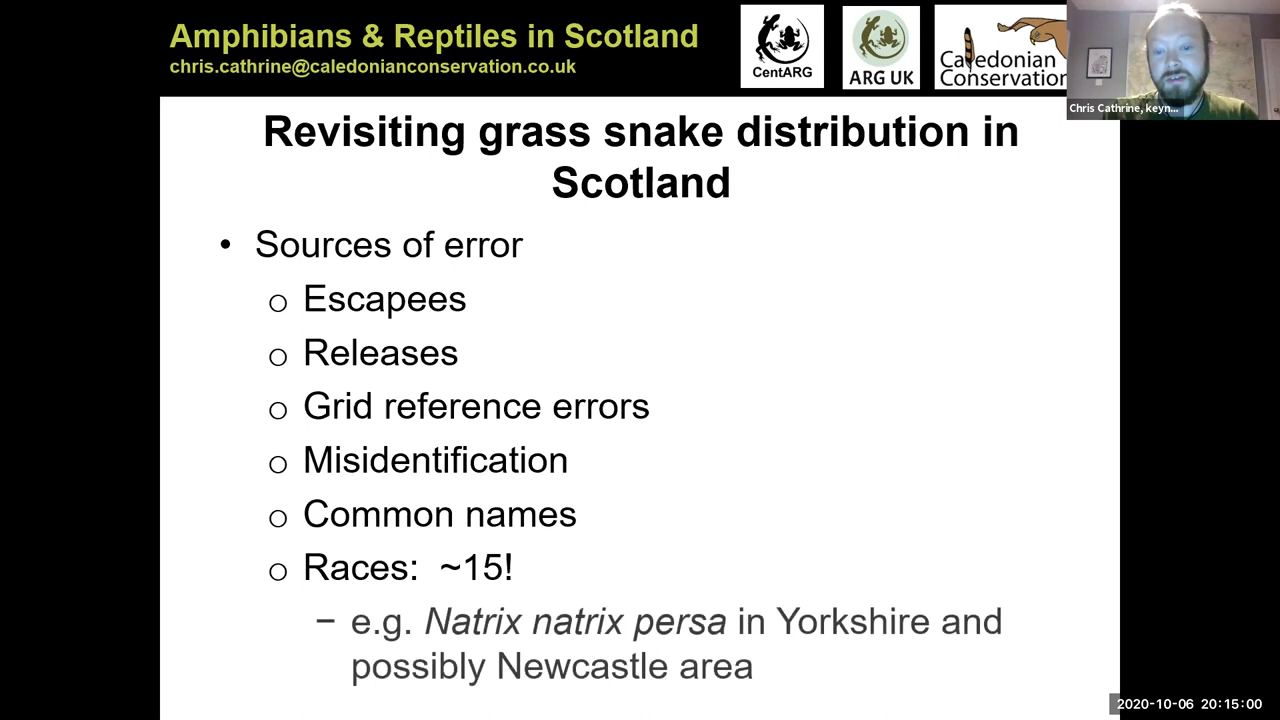 Amphibians & Reptiles in Scotland
chris.cathrine@caledonianconservation.co.uk
CentARG
ARG UK
Caledonian
Conservation
Chris Cathrine, keyn...
Revisiting grass snake distribution in
Scotland
• Sources of error
o Escapees
o Releases
o Grid reference errors
o Misidentification
o Common names
o Races: ~15!
− e.g. Natrix natrix persa in Yorkshire and
possibly Newcastle area
2020-10-06 20:15:00